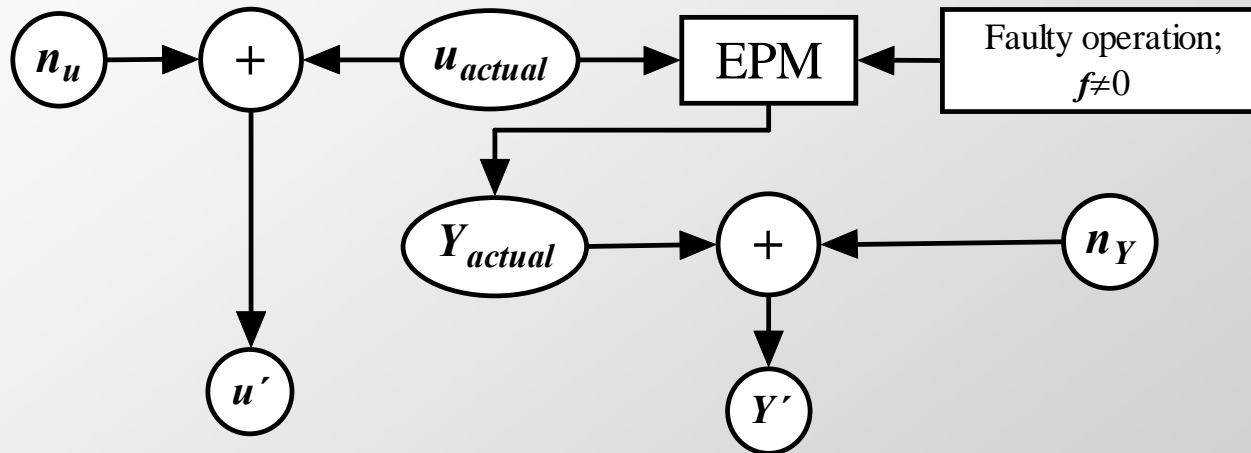 n_u
+
u_actual
EPM
Faulty operation;
f≠0
Y_actual
+
n_Y
u´
Y´